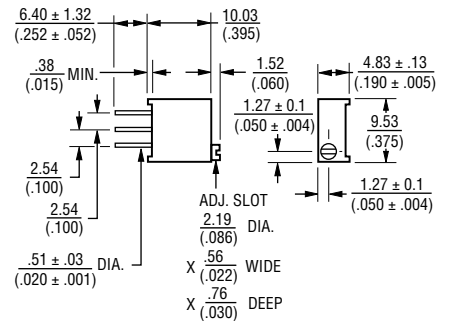 6.40 ± 1.32
(.252 ± .052)
10.03
(.395)
.38
(.015)
MIN.
1.52
(.060)
4.83 ± .13
(.190 ± .005)
1.27 ± 0.1
(.050 ± .004)
9.53
(.375)
2.54
(.100)
2.54
(.100)
1.27 ± 0.1
(.050 ± .004)
.51 ± .03
(.020 ± .001)
DIA.
ADJ. SLOT
2.19
(.086)
DIA.
X .56
(.022)
WIDE
X .76
(.030)
DEEP